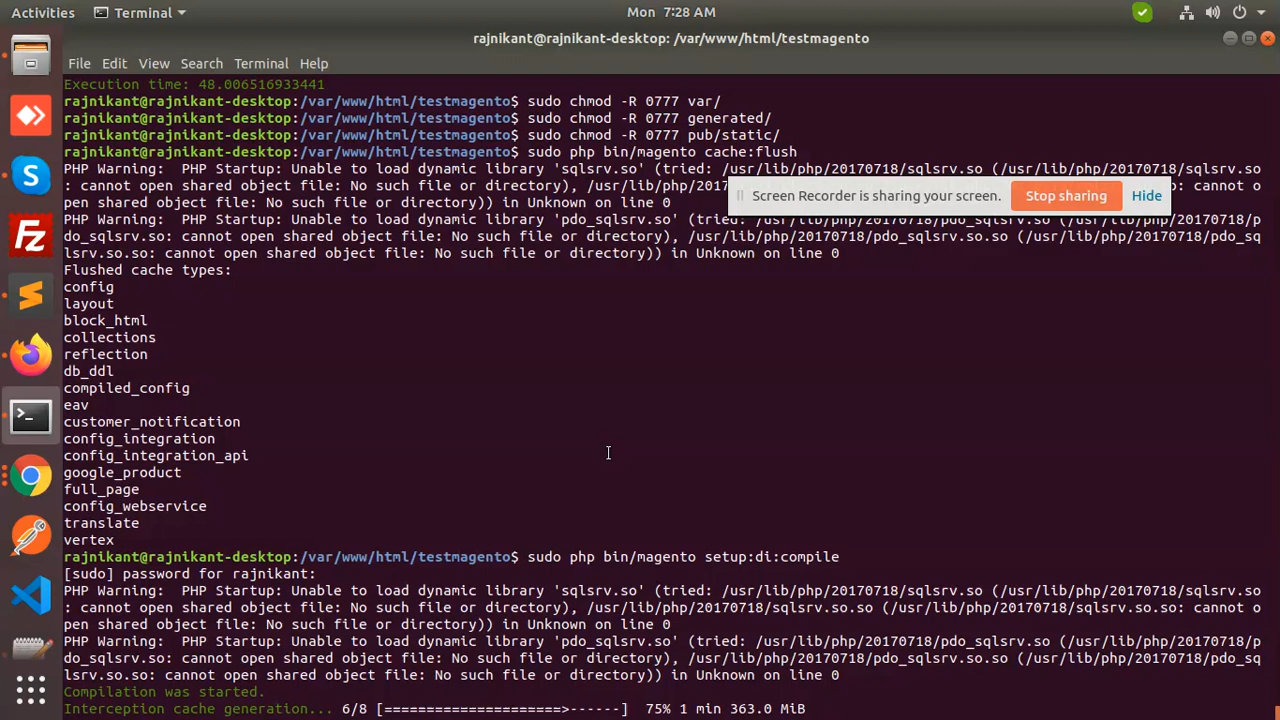 Activities
Terminal
Mon 7:28 AM
rajnikant@rajnikant-desktop: /var/www/html/testmagento
File Edit View Search Terminal Help
Execution time: 48.006516933441
rajnikant@rajnikant-desktop:/var/www/html/testmagento$ sudo chmod -R 0777 var/
rajnikant@rajnikant-desktop:/var/www/html/testmagento$ sudo chmod -R 0777 generated/
rajnikant@rajnikant-desktop:/var/www/html/testmagento$ sudo chmod -R 0777 pub/static/
rajnikant@rajnikant-desktop:/var/www/html/testmagento$ sudo php bin/magento cache:flush
PHP Warning:  PHP Startup: Unable to load dynamic library 'sqlsrv.so' (tried: /usr/lib/php/20170718/sqlsrv.so (/usr/lib/php/20170718/sqlsrv.so
: cannot open shared object file: No such file or directory), /usr/lib/php/2017 o: cannot o
pen shared object file: No such file or directory)) in Unknown on line 0
Screen Recorder is sharing your screen. Stop sharing Hide
PHP Warning:  PHP Startup: Unable to load dynamic library 'pdo_sqlsrv.so' (tried: /usr/lib/php/20170718/pdo_sqlsrv.so (/usr/lib/php/20170718/p
do_sqlsrv.so: cannot open shared object file: No such file or directory), /usr/lib/php/20170718/pdo_sqlsrv.so.so (/usr/lib/php/20170718/pdo_sq
lsrv.so.so: cannot open shared object file: No such file or directory)) in Unknown on line 0
Flushed cache types:
config
layout
block_html
collections
reflection
db_ddl
compiled_config
eav
customer_notification
config_integration
config_integration_api
google_product
full_page
config_webservice
translate
vertex
rajnikant@rajnikant-desktop:/var/www/html/testmagento$ sudo php bin/magento setup:di:compile
[sudo] password for rajnikant:
PHP Warning:  PHP Startup: Unable to load dynamic library 'sqlsrv.so' (tried: /usr/lib/php/20170718/sqlsrv.so (/usr/lib/php/20170718/sqlsrv.so
: cannot open shared object file: No such file or directory), /usr/lib/php/20170718/sqlsrv.so.so (/usr/lib/php/20170718/sqlsrv.so.so: cannot o
pen shared object file: No such file or directory)) in Unknown on line 0
PHP Warning:  PHP Startup: Unable to load dynamic library 'pdo_sqlsrv.so' (tried: /usr/lib/php/20170718/pdo_sqlsrv.so (/usr/lib/php/20170718/p
do_sqlsrv.so: cannot open shared object file: No such file or directory), /usr/lib/php/20170718/pdo_sqlsrv.so.so (/usr/lib/php/20170718/pdo_sq
lsrv.so.so: cannot open shared object file: No such file or directory)) in Unknown on line 0
Compilation was started.
Interception cache generation... 6/8 [=====================>------]  75% 1 min 363.0 MiB